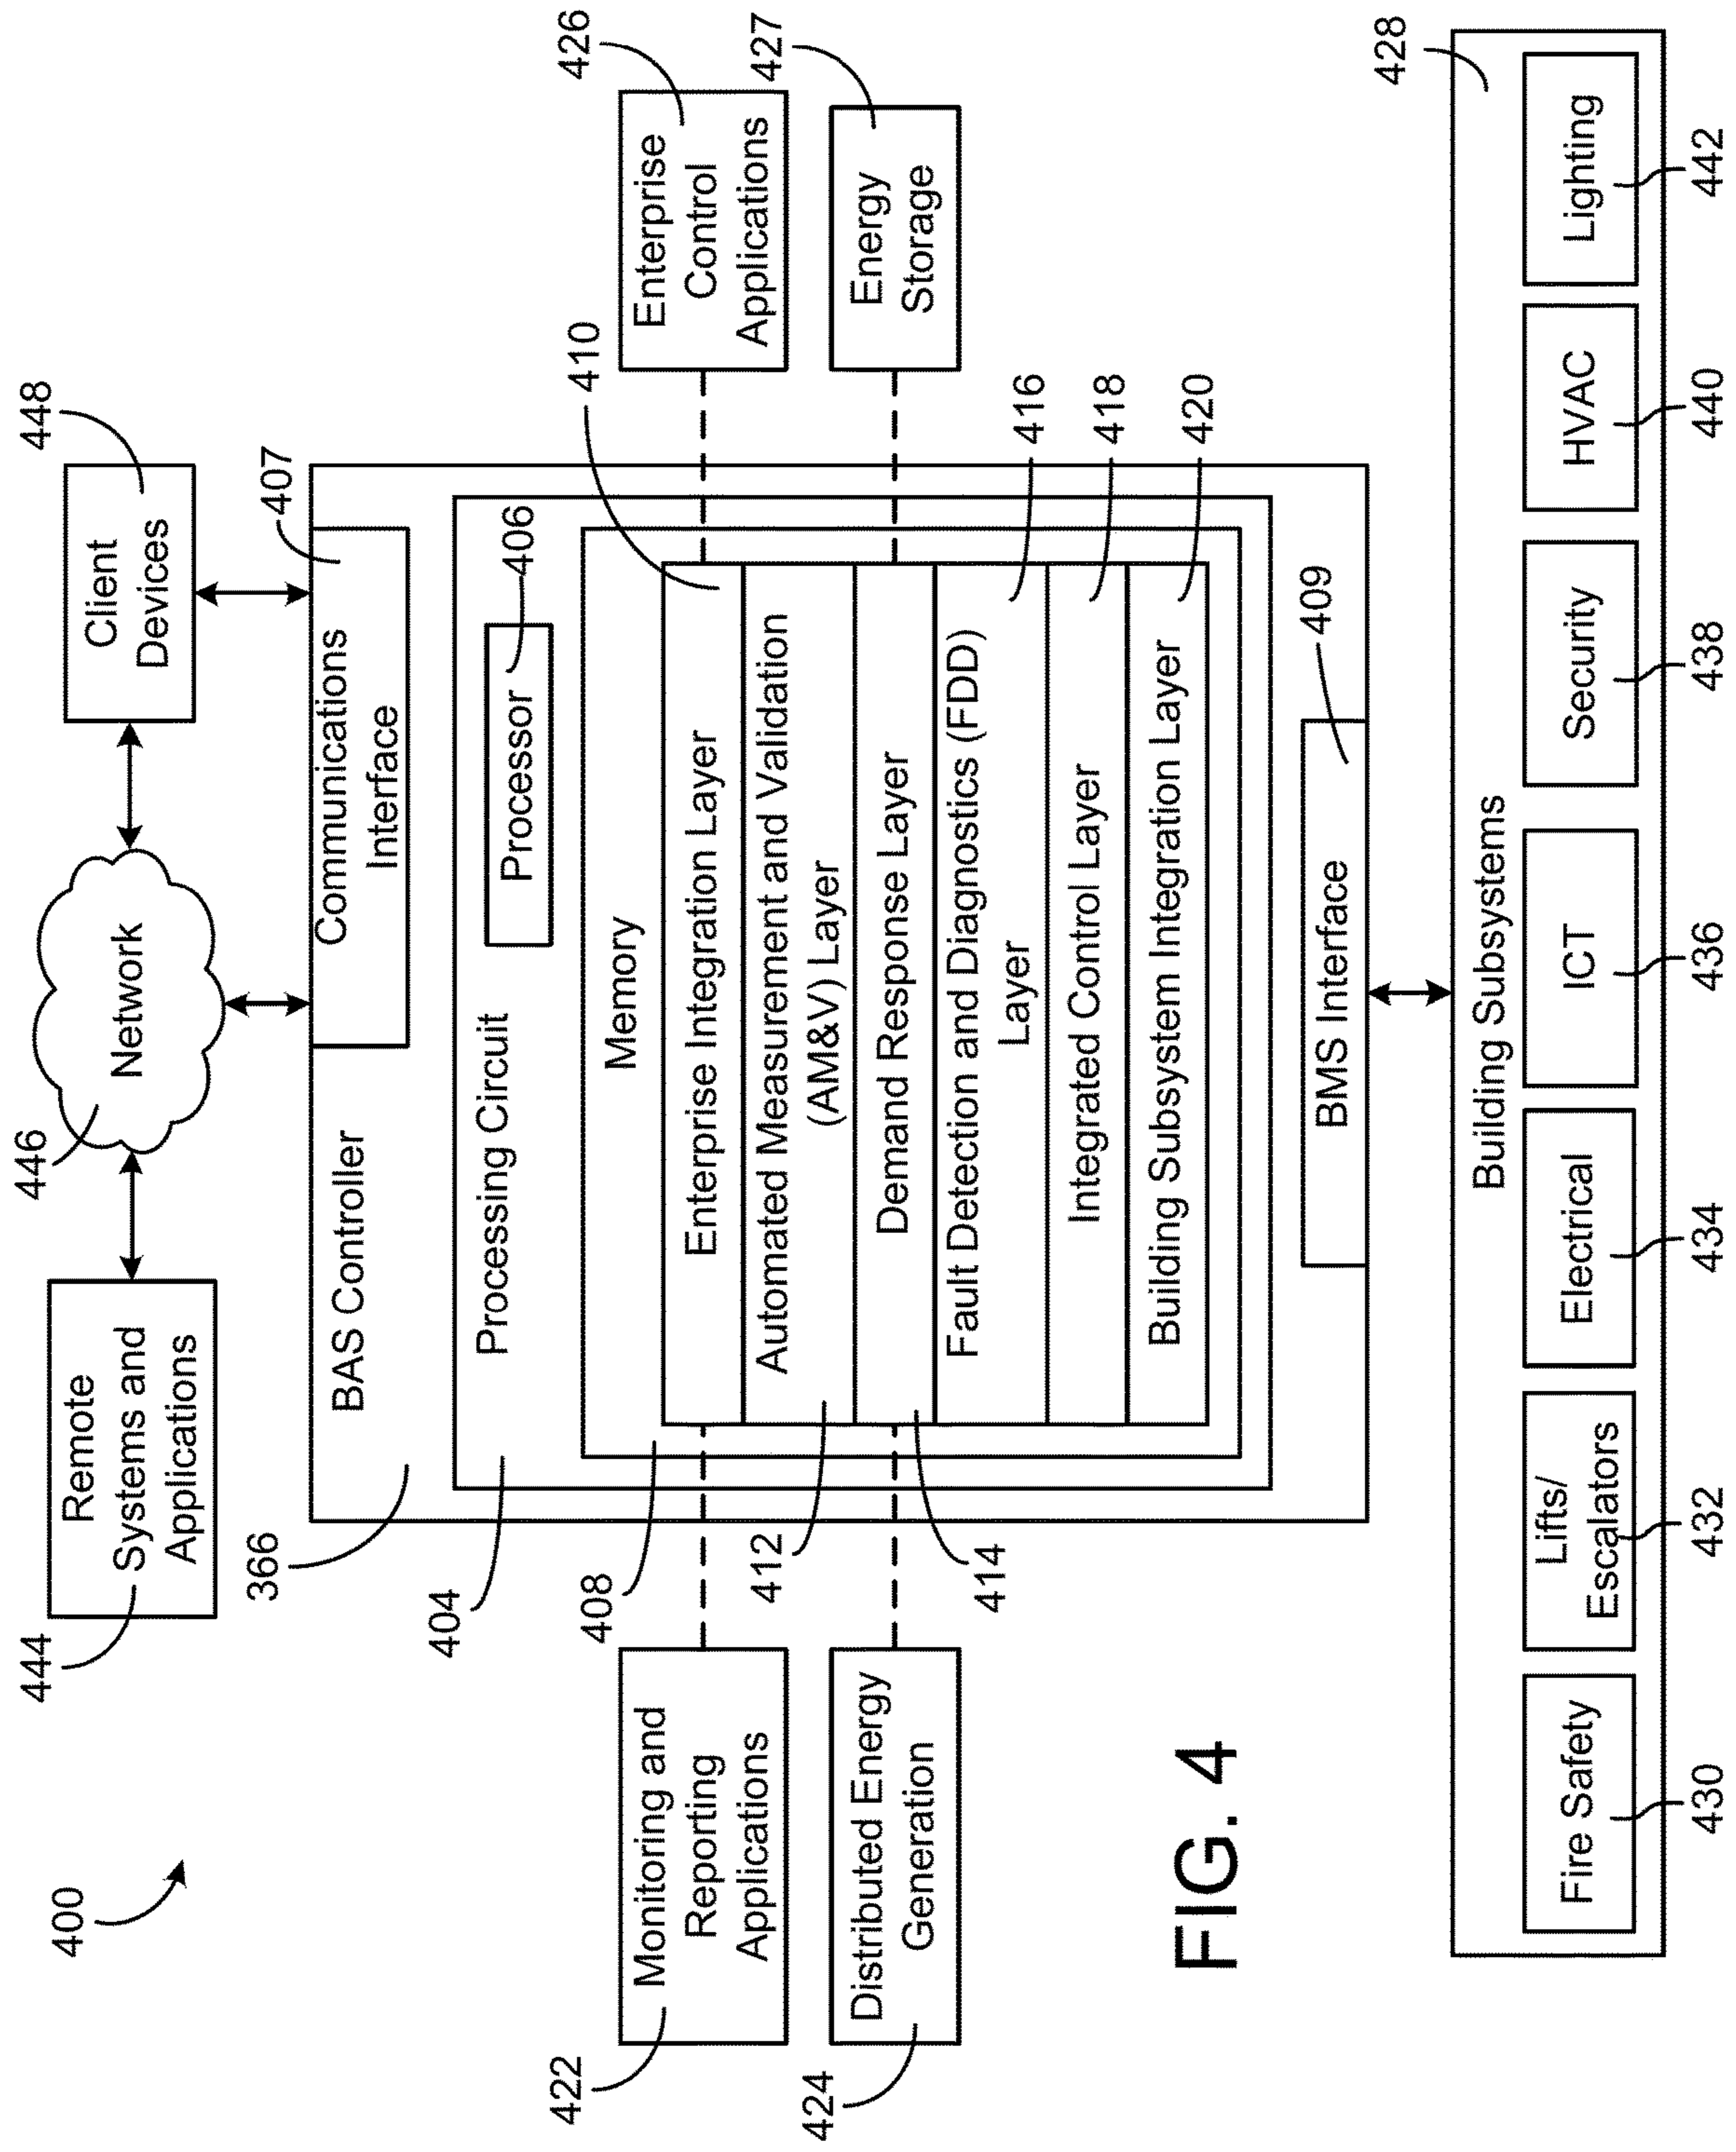 400
444
Remote
Systems and
Applications
446
Network
448
Client
Devices
366
BAS Controller
407
Communications
Interface
404
Processing Circuit
406
Processor
408
Memory
410
Enterprise Integration Layer
412
Automated Measurement and Validation
(AM&V) Layer
414
Demand Response Layer
416
Fault Detection and Diagnostics (FDD)
Layer
418
Integrated Control Layer
420
Building Subsystem Integration Layer
409
BMS Interface
422
Monitoring and
Reporting
Applications
424
Distributed Energy
Generation
426
Enterprise
Control
Applications
427
Energy
Storage
FIG. 4
428
Building Subsystems
Fire Safety
Lifts/
Escalators
Electrical
ICT
Security
HVAC
Lighting
430
432
434
436
438
440
442